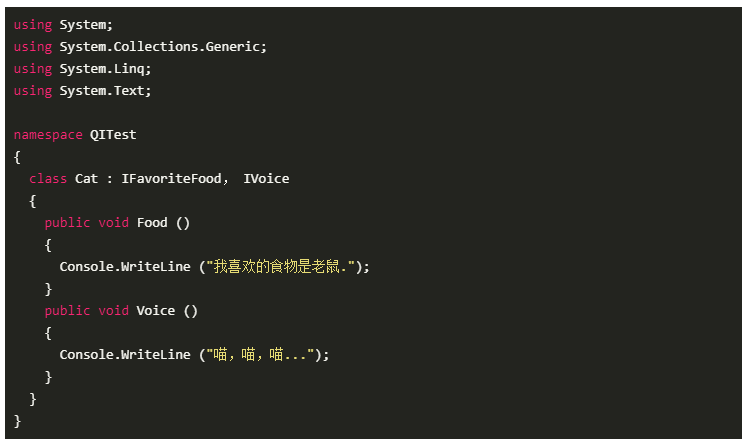 using System;
using System.Collections.Generic;
using System.Linq;
using System.Text;

namespace QITest
{
  class Cat : IFavoriteFood， IVoice
  {
    public void Food ()
    {
      Console.WriteLine ("我喜欢的食物是老鼠.");
    }
    public void Voice ()
    {
      Console.WriteLine ("喵，喵，喵...");
    }
  }
}